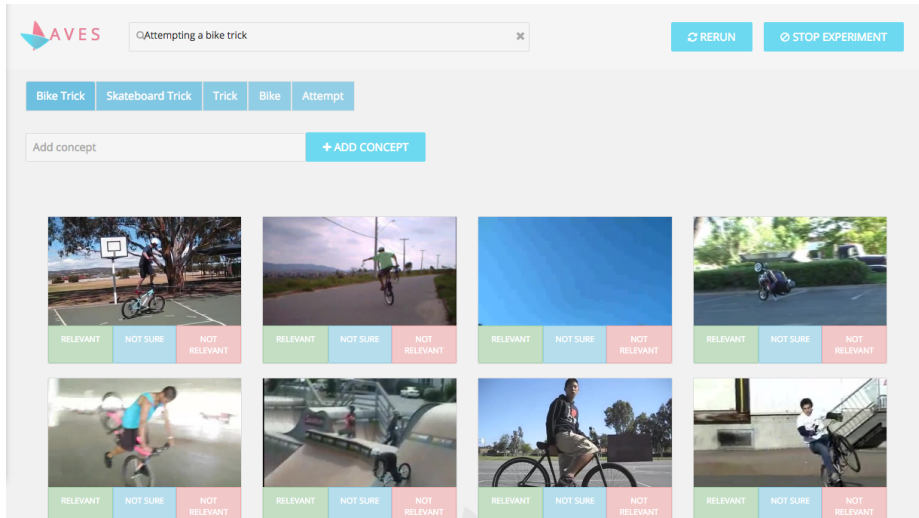 AVES
Attempting a bike trick
RERUN
STOP EXPERIMENT
Bike Trick
Skateboard Trick
Trick
Bike
Attempt
Add concept
+ ADD CONCEPT
RELEVANT NOT SURE NOT RELEVANT
RELEVANT NOT SURE NOT RELEVANT
RELEVANT NOT SURE NOT RELEVANT
RELEVANT NOT SURE NOT RELEVANT
RELEVANT NOT SURE NOT RELEVANT
RELEVANT NOT SURE NOT RELEVANT
RELEVANT NOT SURE NOT RELEVANT
RELEVANT NOT SURE NOT RELEVANT